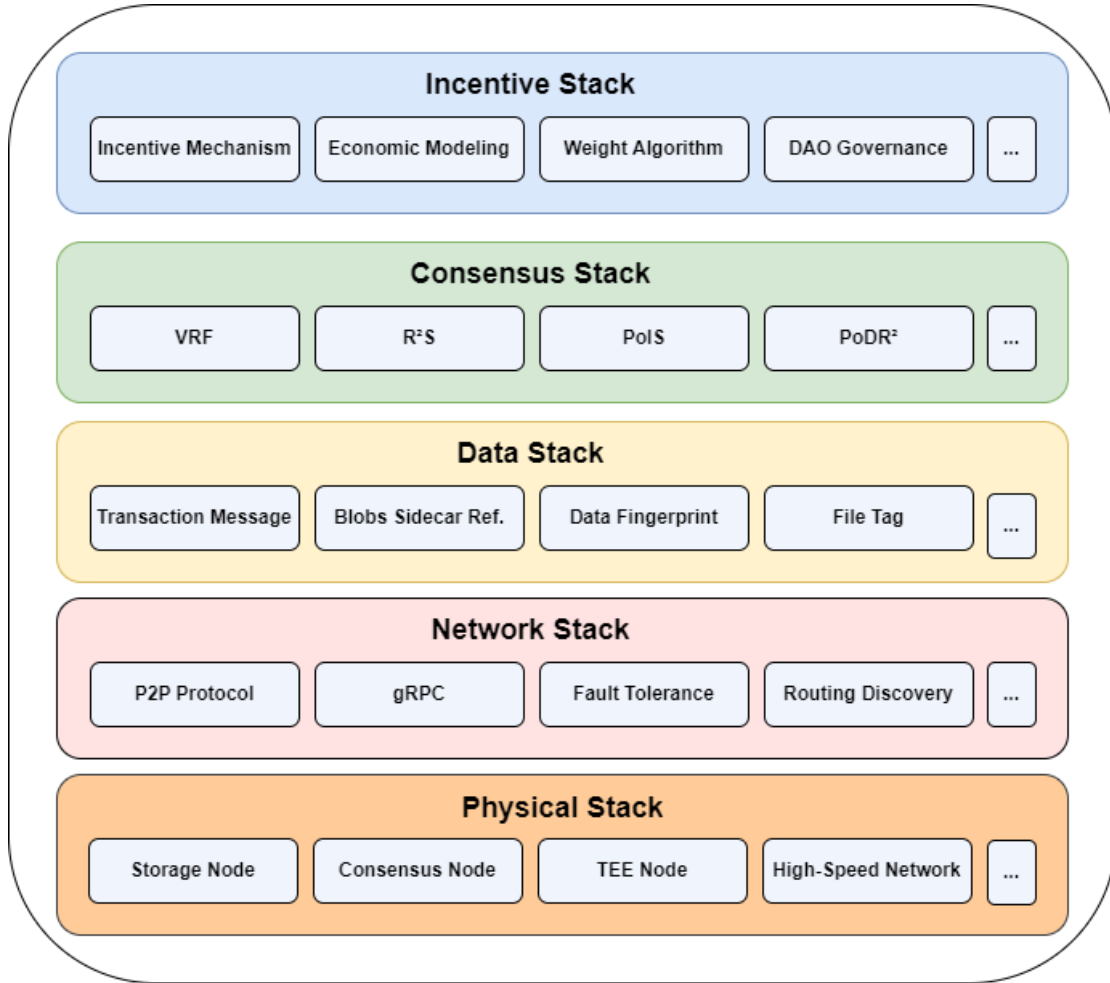 Incentive Stack
Incentive Mechanism
Economic Modeling
Weight Algorithm
DAO Governance
...
Consensus Stack
VRF
R²S
PoIS
PoDR²
...
Data Stack
Transaction Message
Blobs Sidecar Ref.
Data Fingerprint
File Tag
...
Network Stack
P2P Protocol
gRPC
Fault Tolerance
Routing Discovery
...
Physical Stack
Storage Node
Consensus Node
TEE Node
High-Speed Network
...